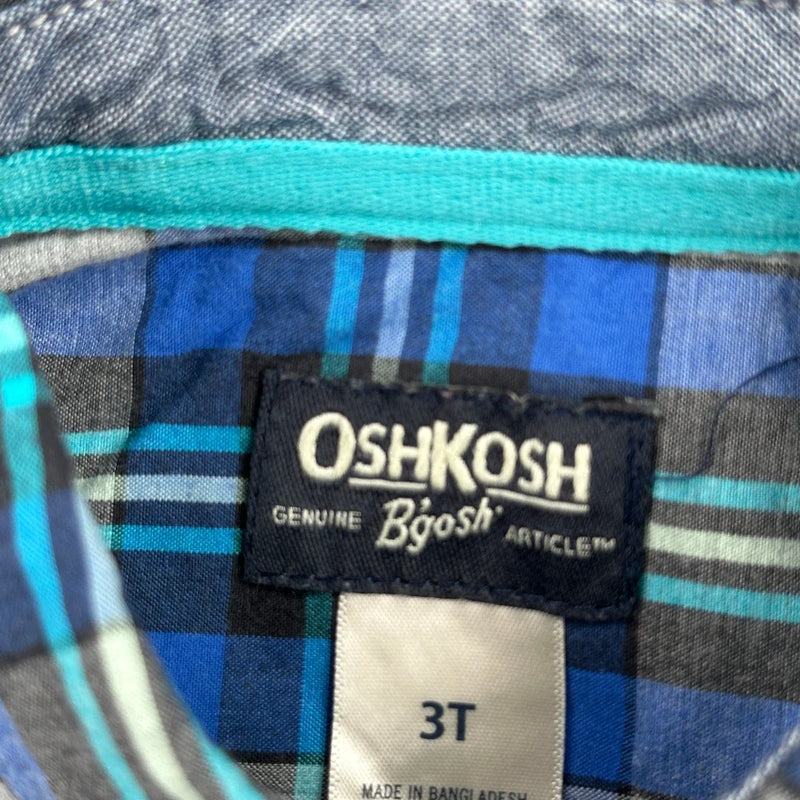 OSHKOSH
GENUINE B'gosh® ARTICLE™
3T
MADE IN BANGLADESH